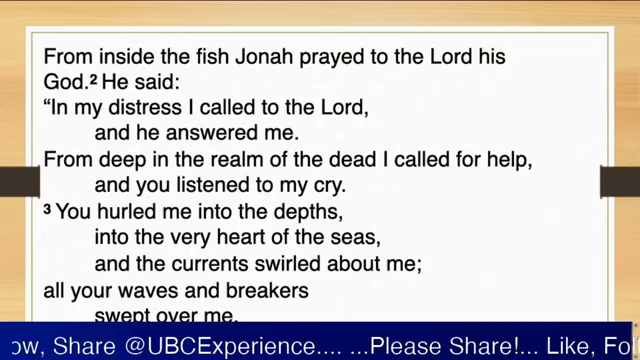 From inside the fish Jonah prayed to the Lord his
God.² He said:
“In my distress I called to the Lord,
and he answered me.
From deep in the realm of the dead I called for help,
and you listened to my cry.
³ You hurled me into the depths,
into the very heart of the seas,
and the currents swirled about me;
all your waves and breakers
swept over me.
Share @UBCExperience.... ...Please Share!... Like,